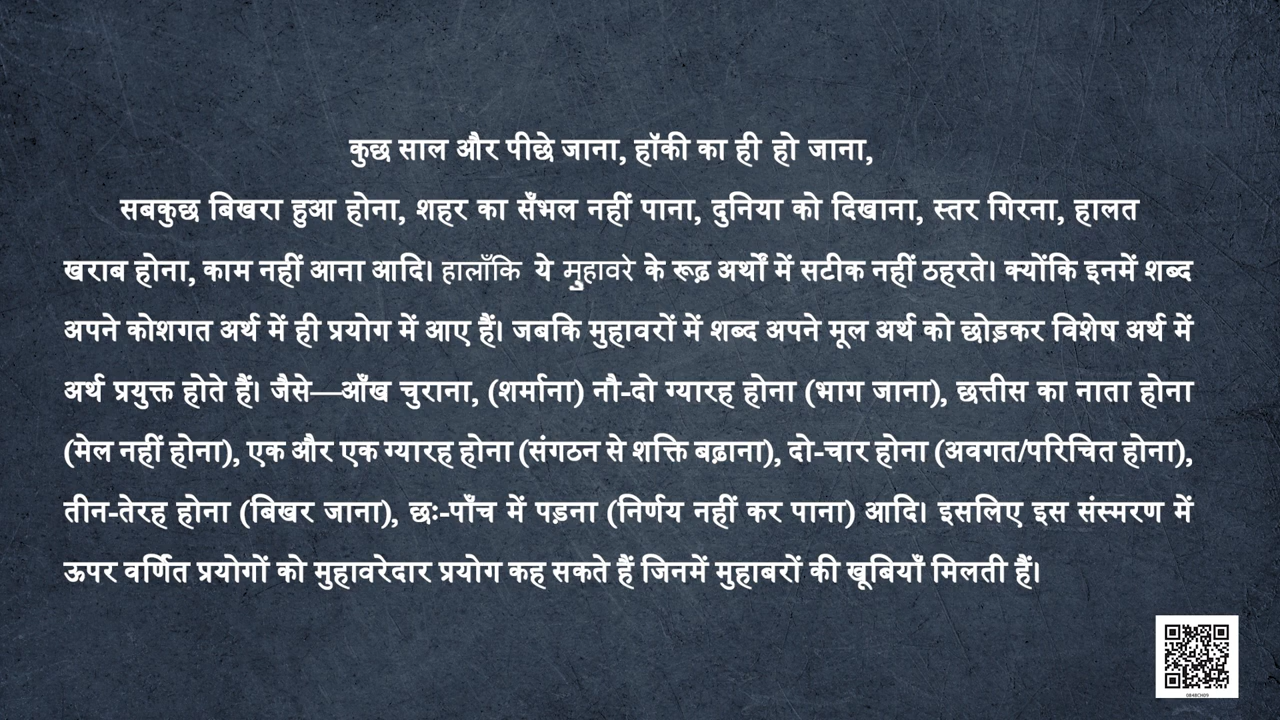 कुछ साल और पीछे जाना, हॉकी का ही हो जाना,
सबकुछ बिखरा हुआ होना, शहर का सँभल नहीं पाना, दुनिया को दिखाना, स्तर गिरना, हालत
खराब होना, काम नहीं आना आदि। हालाँकि ये मुहावरे के रूढ़ अर्थों में सटीक नहीं ठहरते। क्योंकि इनमें शब्द
अपने कोशगत अर्थ में ही प्रयोग में आए हैं। जबकि मुहावरों में शब्द अपने मूल अर्थ को छोड़कर विशेष अर्थ में
अर्थ प्रयुक्त होते हैं। जैसे—आँख चुराना, (शर्माना) नौ-दो ग्यारह होना (भाग जाना), छत्तीस का नाता होना
(मेल नहीं होना), एक और एक ग्यारह होना (संगठन से शक्ति बढ़ाना), दो-चार होना (अवगत/परिचित होना),
तीन-तेरह होना (बिखर जाना), छः-पाँच में पड़ना (निर्णय नहीं कर पाना) आदि। इसलिए इस संस्मरण में
ऊपर वर्णित प्रयोगों को मुहावरेदार प्रयोग कह सकते हैं जिनमें मुहाबरों की खूबियाँ मिलती हैं।
0848CH09